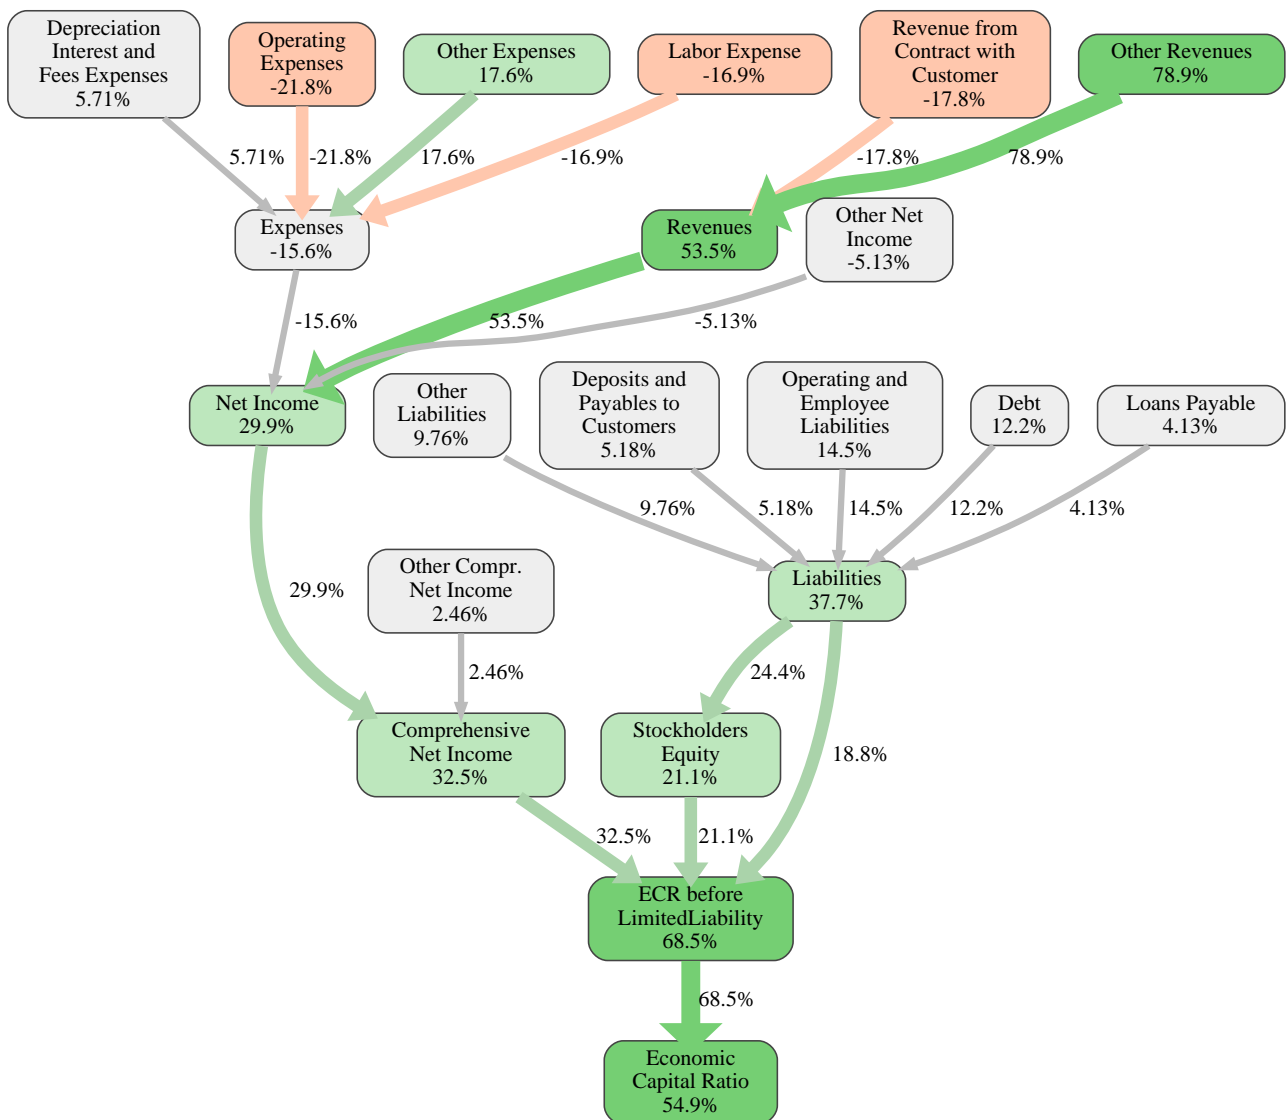 Depreciation
Interest and
Fees Expenses
5.71%
Operating
Expenses
-21.8%
Other Expenses
17.6%
Labor Expense
-16.9%
Revenue from
Contract with
Customer
-17.8%
Other Revenues
78.9%
5.71%
-21.8%
17.6%
-16.9%
-17.8%
78.9%
Expenses
-15.6%
Revenues
53.5%
Other Net
Income
-5.13%
-15.6%
53.5%
-5.13%
Net Income
29.9%
Other
Liabilities
9.76%
Deposits and
Payables to
Customers
5.18%
Operating and
Employee
Liabilities
14.5%
Debt
12.2%
Loans Payable
4.13%
9.76%
5.18%
14.5%
12.2%
4.13%
29.9%
Other Compr.
Net Income
2.46%
Liabilities
37.7%
2.46%
24.4%
18.8%
Comprehensive
Net Income
32.5%
Stockholders
Equity
21.1%
32.5%
21.1%
ECR before
LimitedLiability
68.5%
68.5%
Economic
Capital Ratio
54.9%